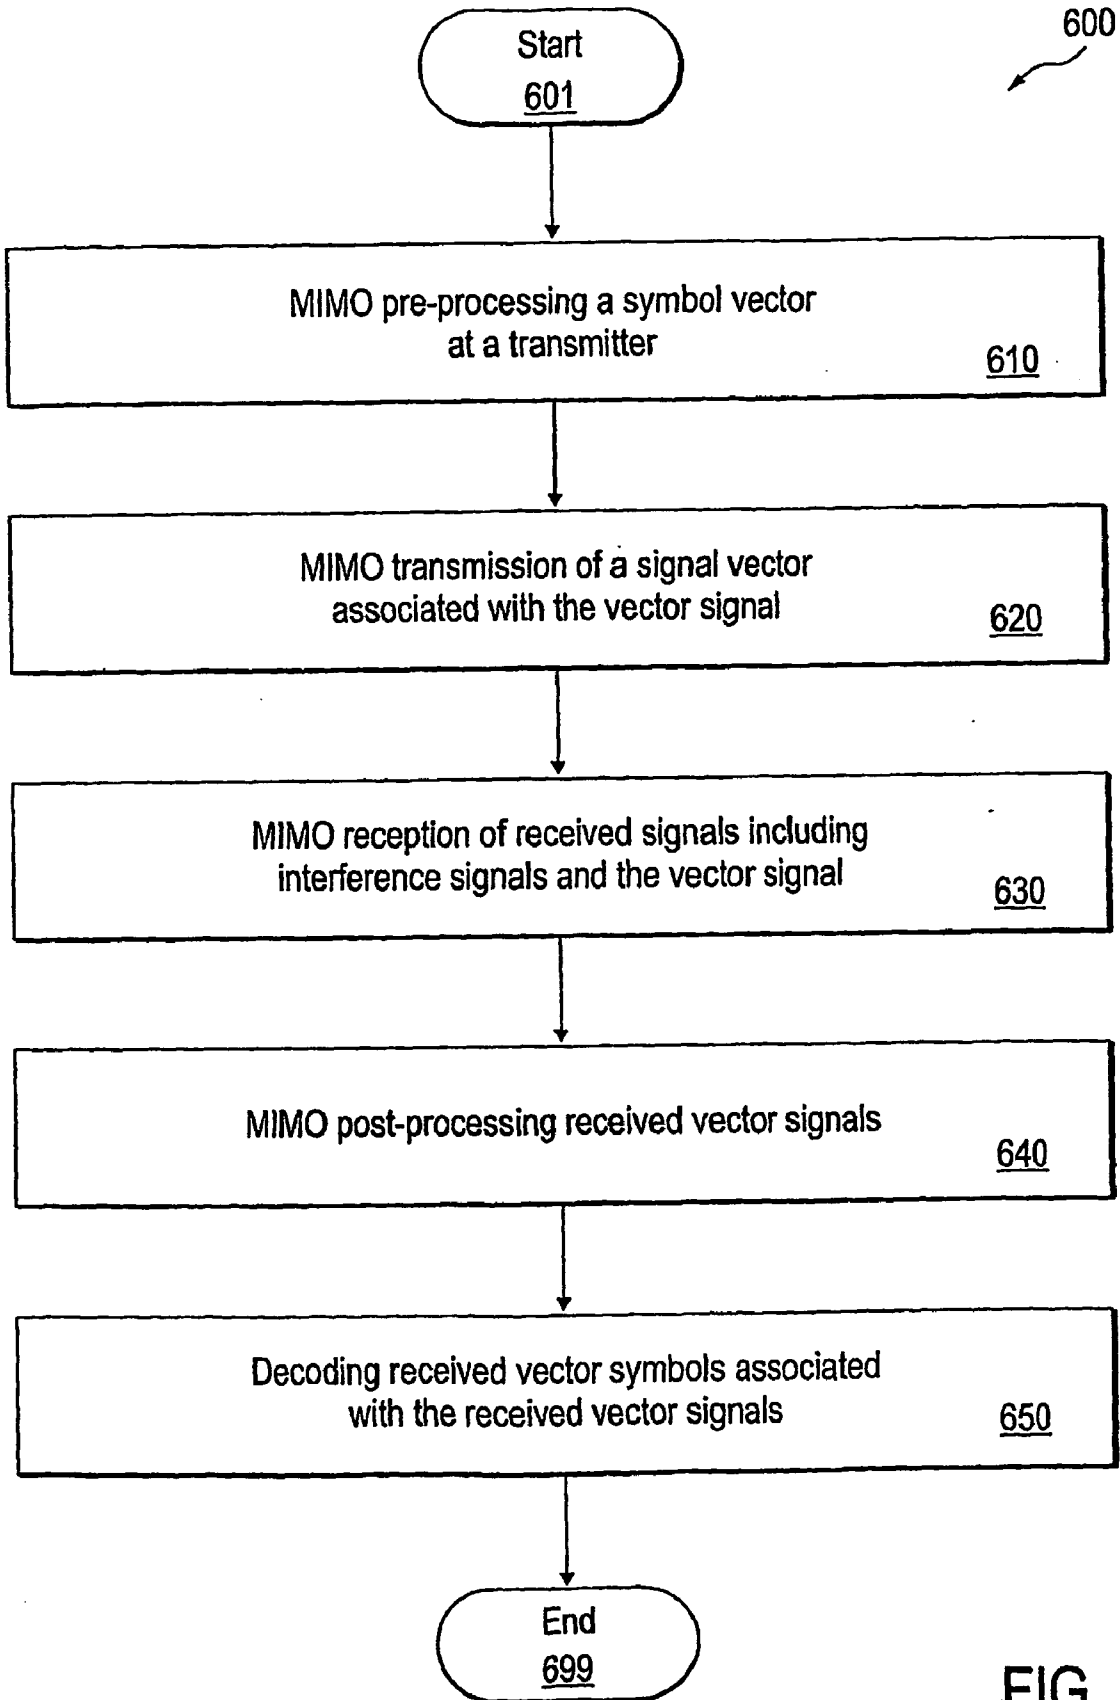 600
Start
601
MIMO pre-processing a symbol vector
at a transmitter
610
MIMO transmission of a signal vector
associated with the vector signal
620
MIMO reception of received signals including
interference signals and the vector signal
630
MIMO post-processing received vector signals
640
Decoding received vector symbols associated
with the received vector signals
650
End
699
FIG